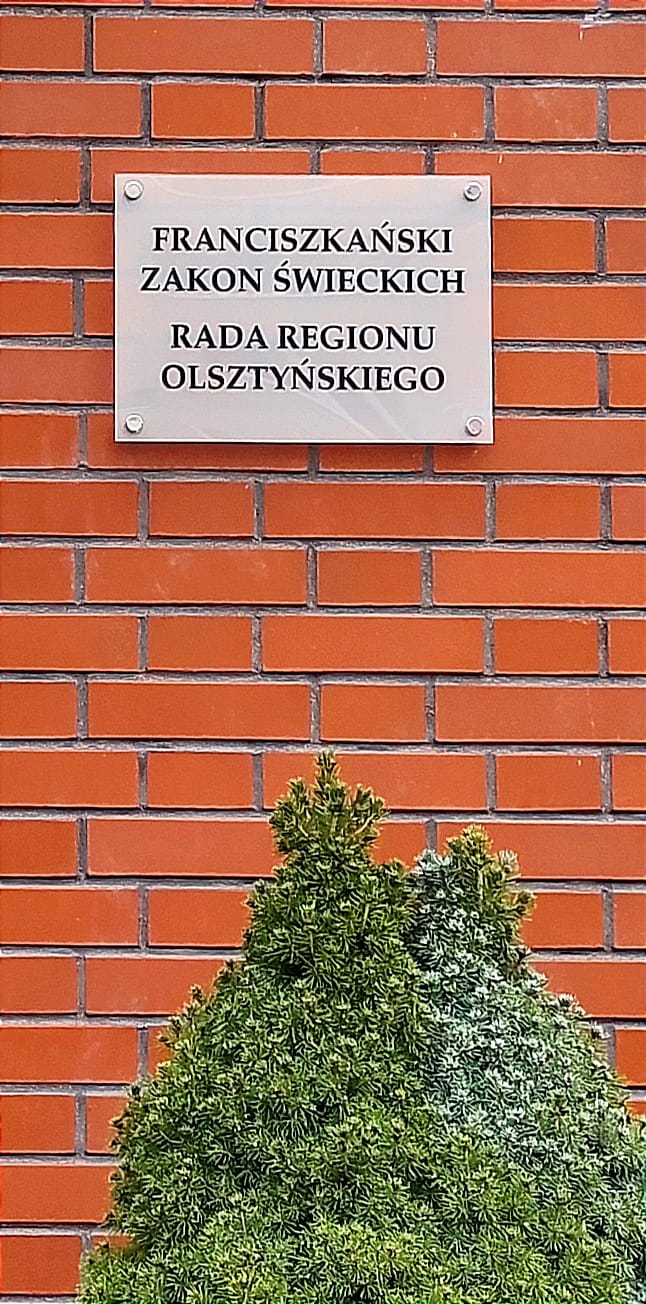 FRANCISZKAŃSKI
ZAKON ŚWIECKICH
RADA REGIONU
OLSZTYŃSKIEGO